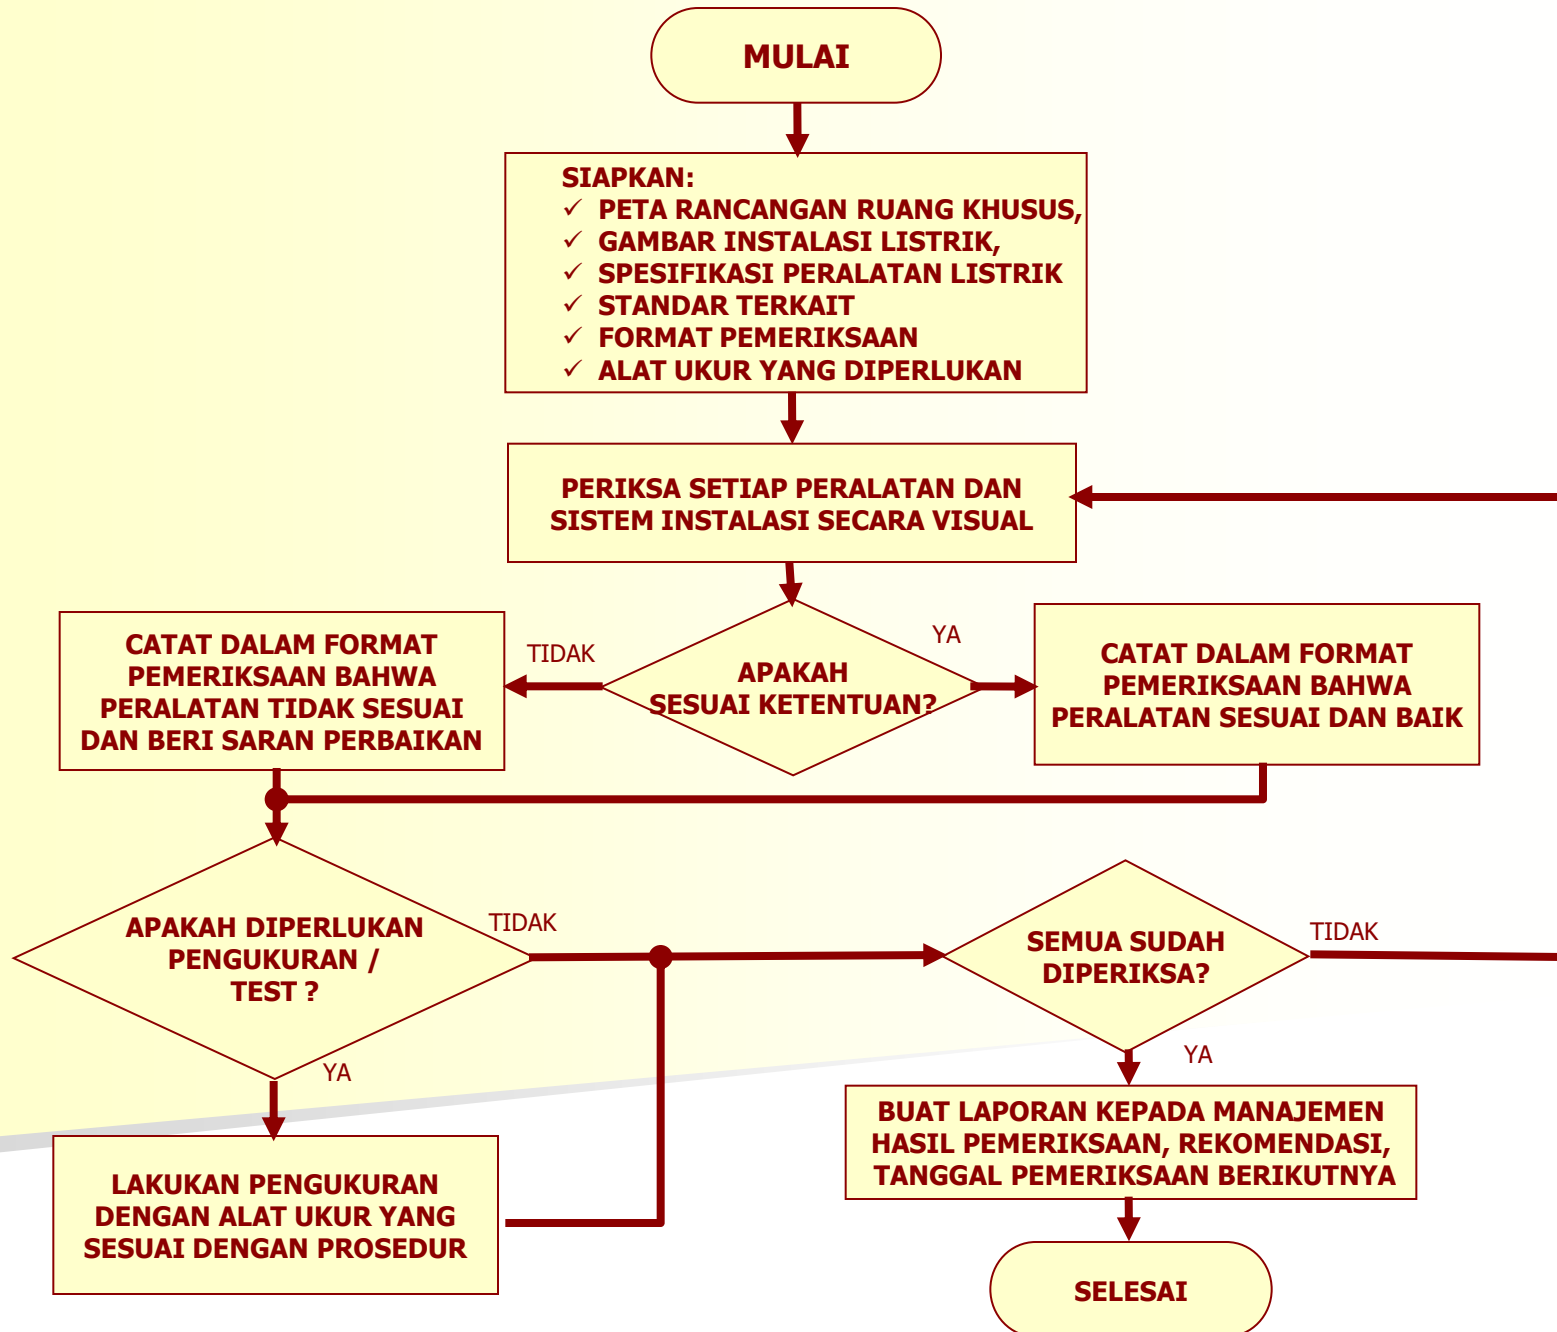 MULAI
SIAPKAN:
✓ PETA RANCANGAN RUANG KHUSUS,
✓ GAMBAR INSTALASI LISTRIK,
✓ SPESIFIKASI PERALATAN LISTRIK
✓ STANDAR TERKAIT
✓ FORMAT PEMERIKSAAN
✓ ALAT UKUR YANG DIPERLUKAN
PERIKSA SETIAP PERALATAN DAN
SISTEM INSTALASI SECARA VISUAL
APAKAH
SESUAI KETENTUAN?
TIDAK
CATAT DALAM FORMAT
PEMERIKSAAN BAHWA
PERALATAN TIDAK SESUAI
DAN BERI SARAN PERBAIKAN
YA
CATAT DALAM FORMAT
PEMERIKSAAN BAHWA
PERALATAN SESUAI DAN BAIK
APAKAH DIPERLUKAN
PENGUKURAN /
TEST ?
TIDAK
YA
LAKUKAN PENGUKURAN
DENGAN ALAT UKUR YANG
SESUAI DENGAN PROSEDUR
SEMUA SUDAH
DIPERIKSA?
TIDAK
YA
BUAT LAPORAN KEPADA MANAJEMEN
HASIL PEMERIKSAAN, REKOMENDASI,
TANGGAL PEMERIKSAAN BERIKUTNYA
SELESAI